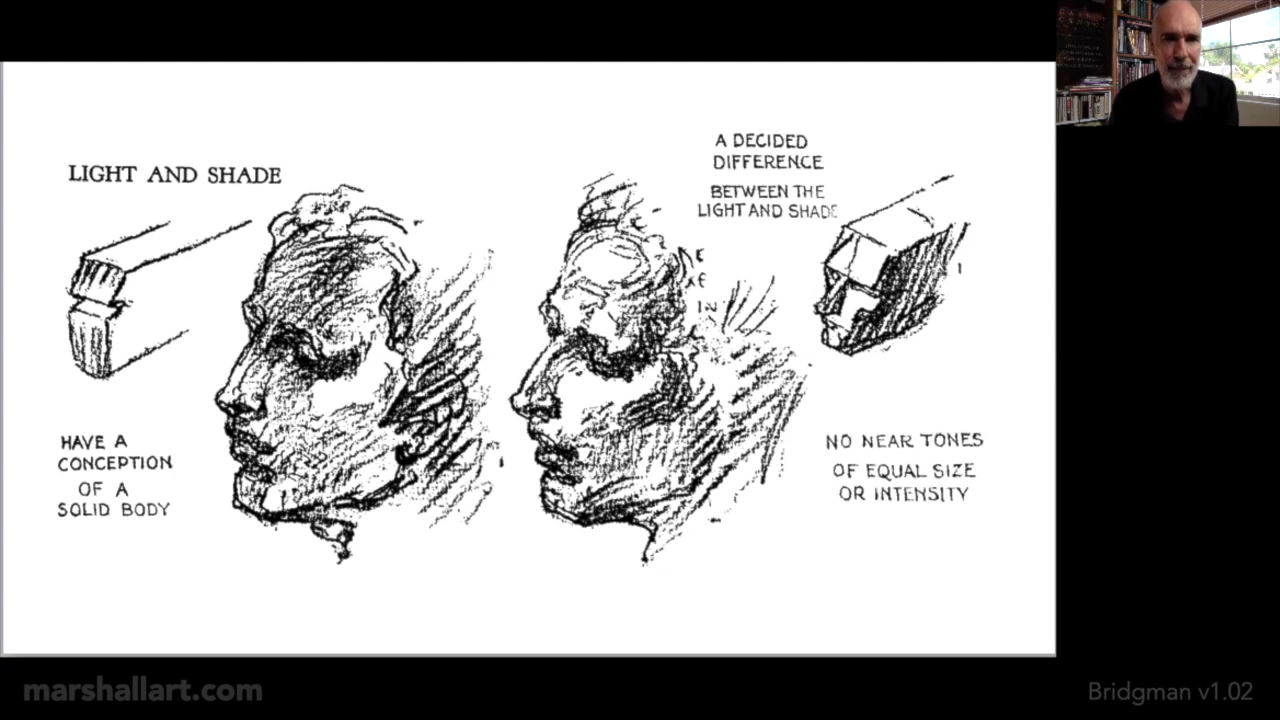 LIGHT AND SHADE
A DECIDED
DIFFERENCE
BETWEEN THE
LIGHT AND SHADE
HAVE A
CONCEPTION
OF A
SOLID BODY
NO NEAR TONES
OF EQUAL SIZE
OR INTENSITY
marshallart.com
Bridgman v1.02